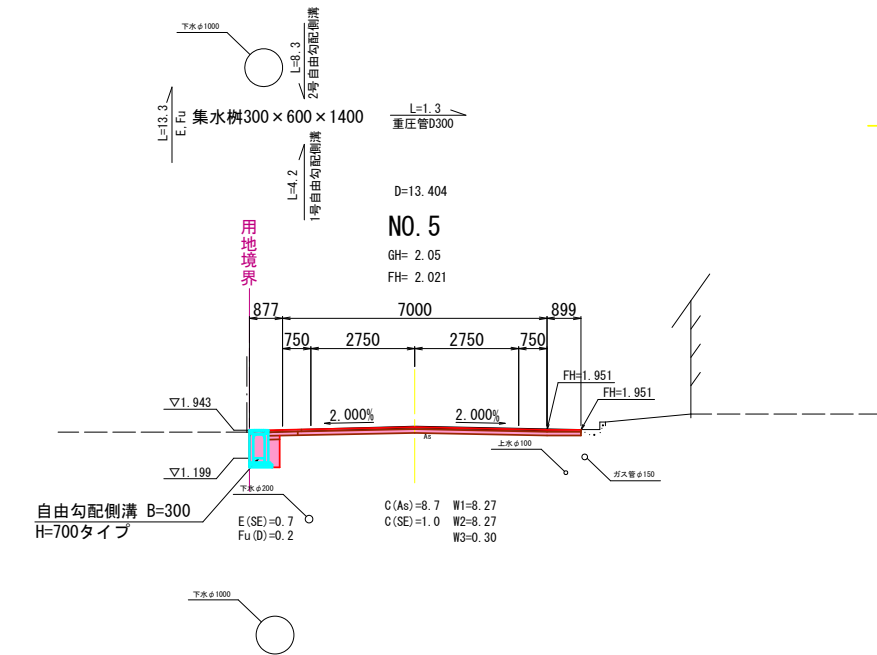 下水φ1000
L=8.3
2号自由勾配側溝
L=13.3
E,Fu
集水桝300×600×1400
L=1.3
重圧管D300
L=4.2
1号自由勾配側溝
D=13.404
NO.5
GH= 2.05
FH= 2.021
用地境界
877
7000
899
750
2750
2750
750
FH=1.951
FH=1.951
▽1.943
2.000%
2.000%
As
上水φ100
▽1.199
ガス管φ150
下水φ200
自由勾配側溝 B=300
H=700タイプ
E(SE)=0.7
Fu(D)=0.2
C(As)=8.7 W1=8.27
C(SE)=1.0 W2=8.27
W3=0.30
下水φ1000